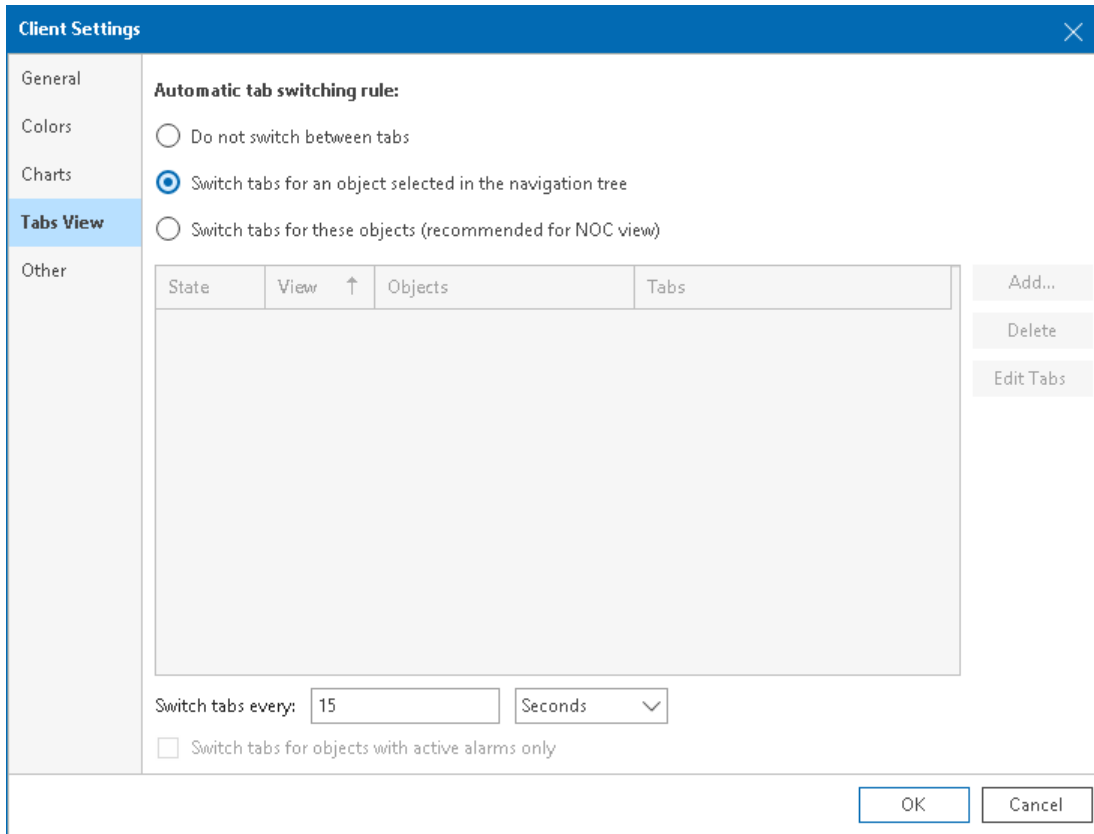 Client Settings
General
Colors
Charts
Tabs View
Other
Automatic tab switching rule:
Do not switch between tabs
Switch tabs for an object selected in the navigation tree
Switch tabs for these objects (recommended for NOC view)
State View Objects Tabs
Add...
Delete
Edit Tabs
Switch tabs every: 15 Seconds
Switch tabs for objects with active alarms only
OK Cancel